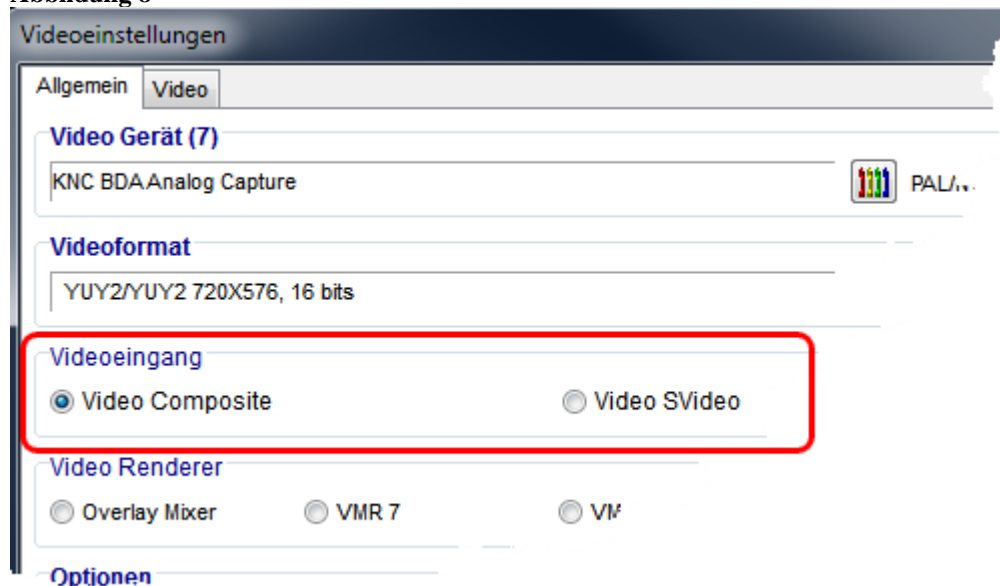 Videoeinstellungen
Allgemein Video
Video Gerät (7)
KNC BDA Analog Capture
Videoformat
YUY2/YUY2 720X576, 16 bits
Videoeingang
Video Composite Video SVideo
Video Renderer
Overlay Mixer VMR 7
Optionen